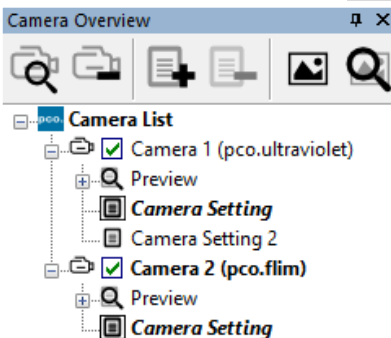 Camera Overview
pco. Camera List
Camera 1 (pco.ultraviolet)
Preview
Camera Setting
Camera Setting 2
Camera 2 (pco.flim)
Preview
Camera Setting